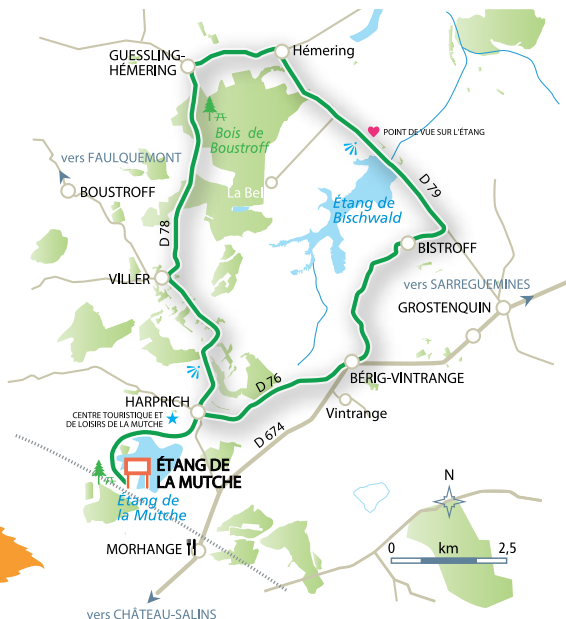 GUESSLING-
HÉMERING
Hémering
POINT DE VUE SUR L'ÉTANG
Bois de
Boustroff
vers FAULQUEMONT
BOUSTROFF
La Bel
Étang de
Bischwald
D 79
D 78
BISTROFF
VILLER
vers SARREGUEMINES
GROSTENQUIN
BÉRIG-VINTRANGE
D 76
HARPRICH
CENTRE TOURISTIQUE ET
DE LOISIRS DE LA MUTCHE
Vintrange
D 674
ÉTANG DE
LA MUTCHE
Étang de
la Mutche
N
MORHANGE
0 km 2,5
vers CHÂTEAU-SALINS